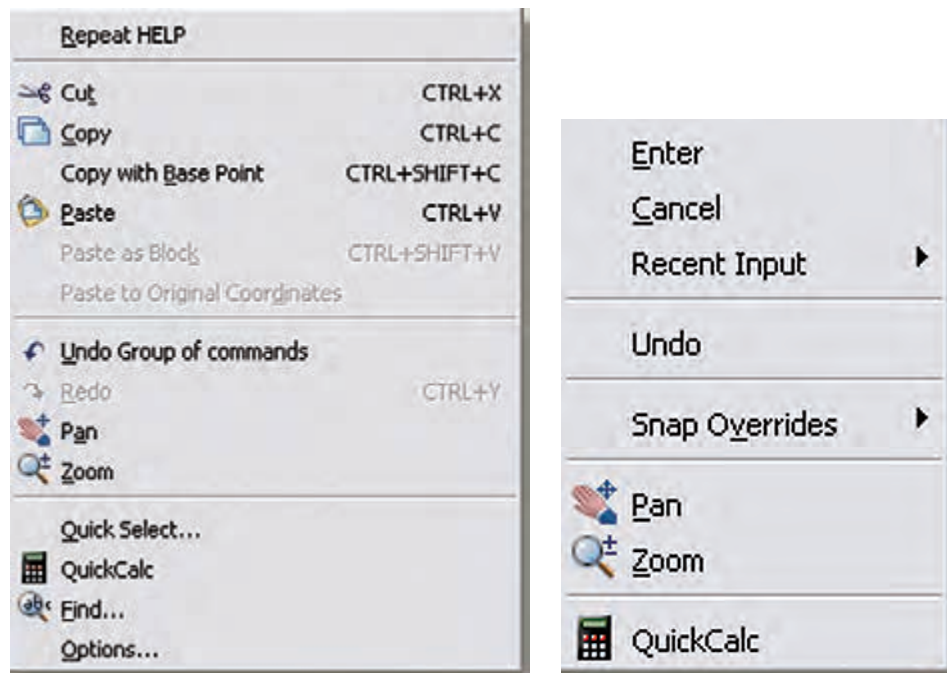 Repeat HELP
Cut CTRL+X
Copy CTRL+C
Copy with Base Point CTRL+SHIFT+C
Paste CTRL+V
Paste as Block CTRL+SHIFT+V
Paste to Original Coordinates
Undo Group of commands
Redo CTRL+Y
Pan
Zoom
Quick Select...
QuickCalc
Find...
Options...
Enter
Cancel
Recent Input
Undo
Snap Overrides
Pan
Zoom
QuickCalc